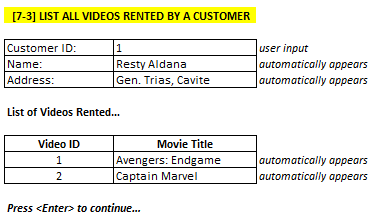 [7-3] LIST ALL VIDEOS RENTED BY A CUSTOMER
Customer ID: 1 user input
Name: Resty Aldana automatically appears
Address: Gen. Trias, Cavite automatically appears
List of Videos Rented...
Video ID Movie Title
1 Avengers: Endgame automatically appears
2 Captain Marvel automatically appears
Press <Enter> to continue...